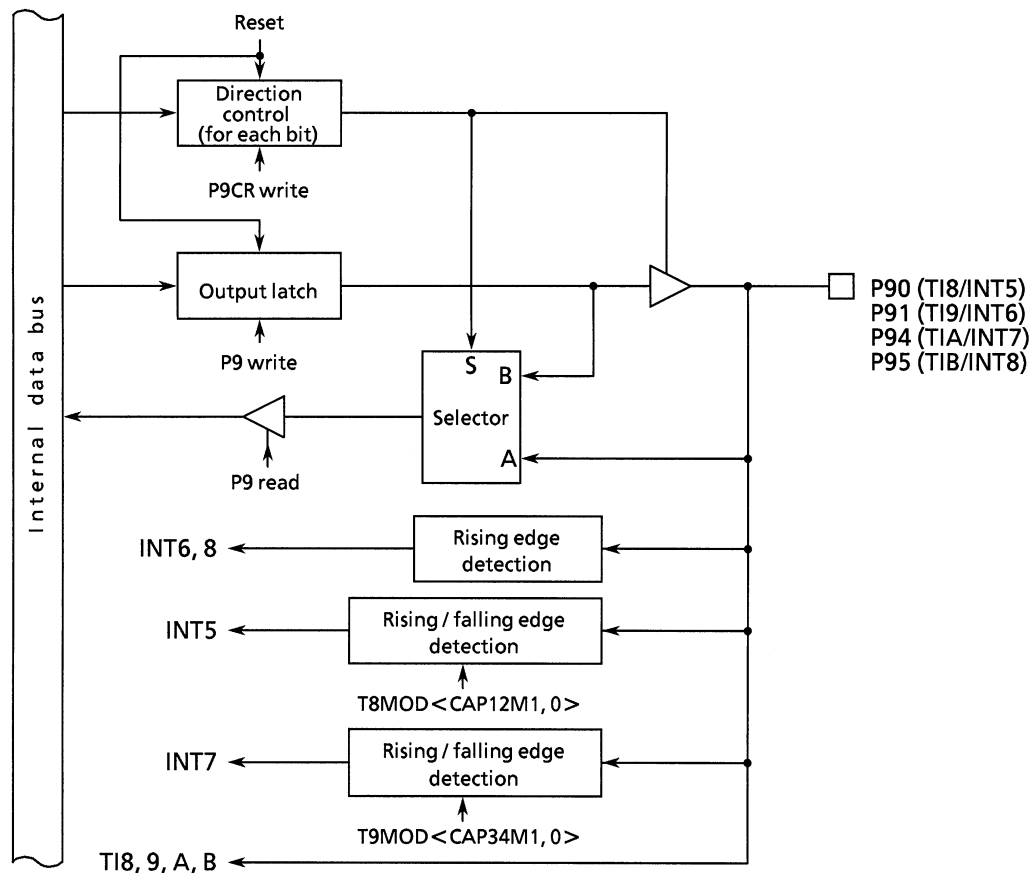 Reset
Direction
control
(for each bit)
P9CR write
Output latch
P9 write
P90 (TI8/INT5)
P91 (TI9/INT6)
P94 (TIA/INT7)
P95 (TIB/INT8)
S
B
Selector
A
P9 read
Internal data bus
Rising edge
detection
INT6, 8
Rising / falling edge
detection
INT5
T8MOD<CAP12M1, 0>
Rising / falling edge
detection
INT7
T9MOD<CAP34M1, 0>
TI8, 9, A, B